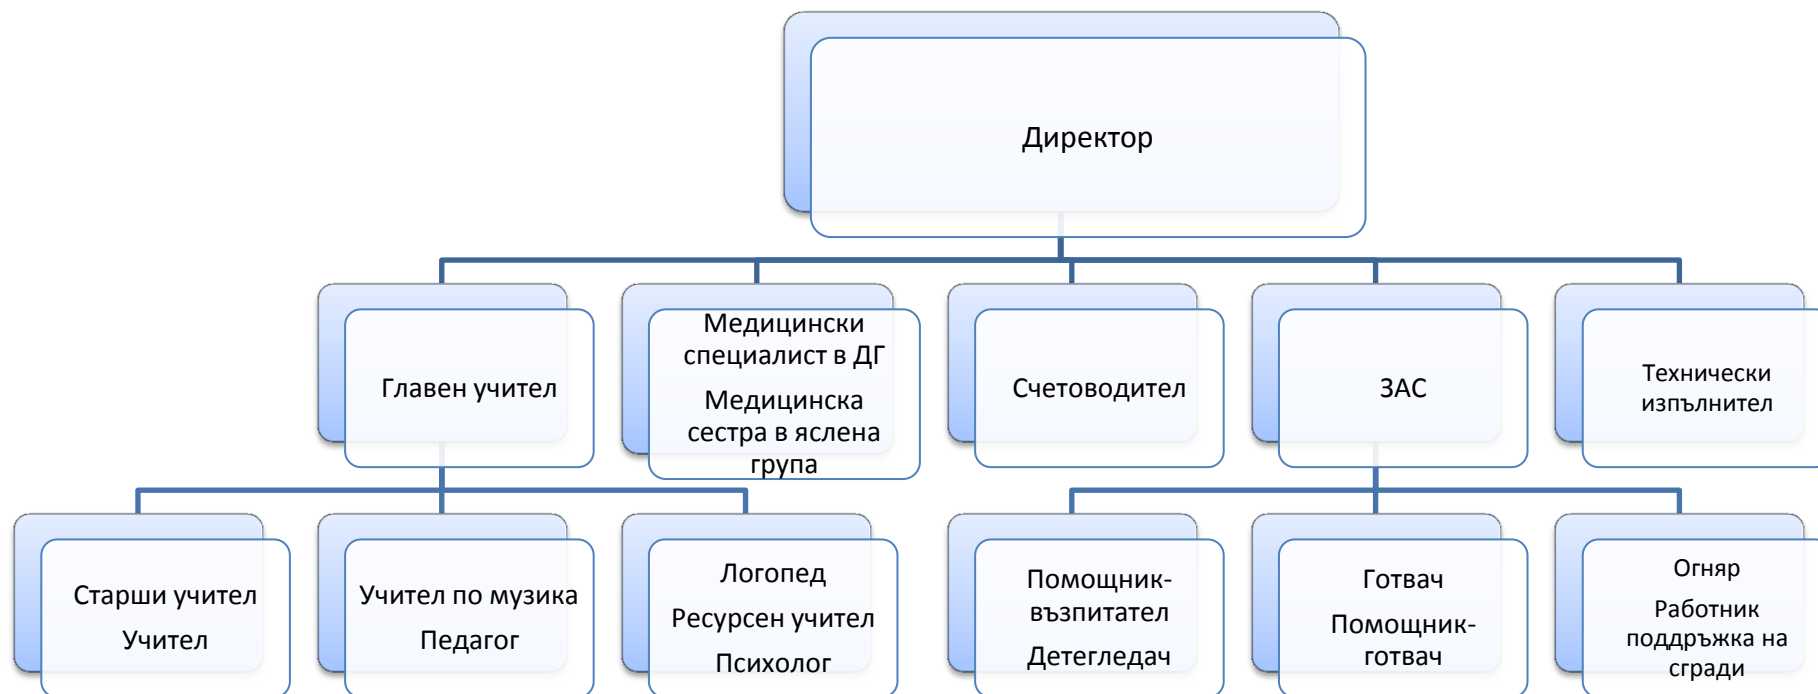 Директор
Главен учител
Медицински
специалист в ДГ
Медицинска
сестра в яслена
група
Счетоводител
ЗАС
Технически
изпълнител
Старши учител
Учител
Учител по музика
Педагог
Логопед
Ресурсен учител
Психолог
Помощник-
възпитател
Детегледач
Готвач
Помощник-
готвач
Огняр
Работник
поддръжка на
сгради